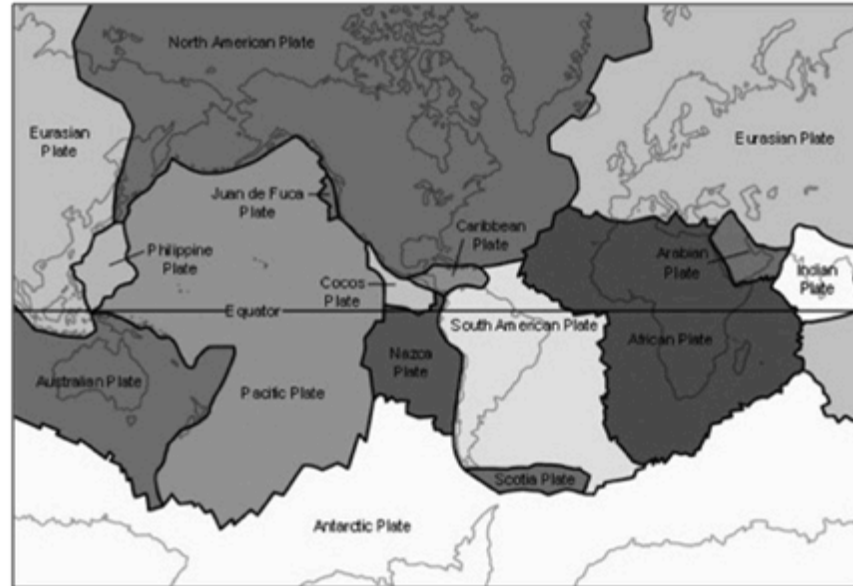 North American Plate
Eurasian
Plate
Eurasian Plate
Juan de Fuca
Plate
Caribbean
Plate
Philippine
Plate
Arabian
Plate
Indian
Plate
Cocos
Plate
Equator
South American Plate
African Plate
Nazca
Plate
Australian Plate
Pacific Plate
Scotia Plate
Antarctic Plate